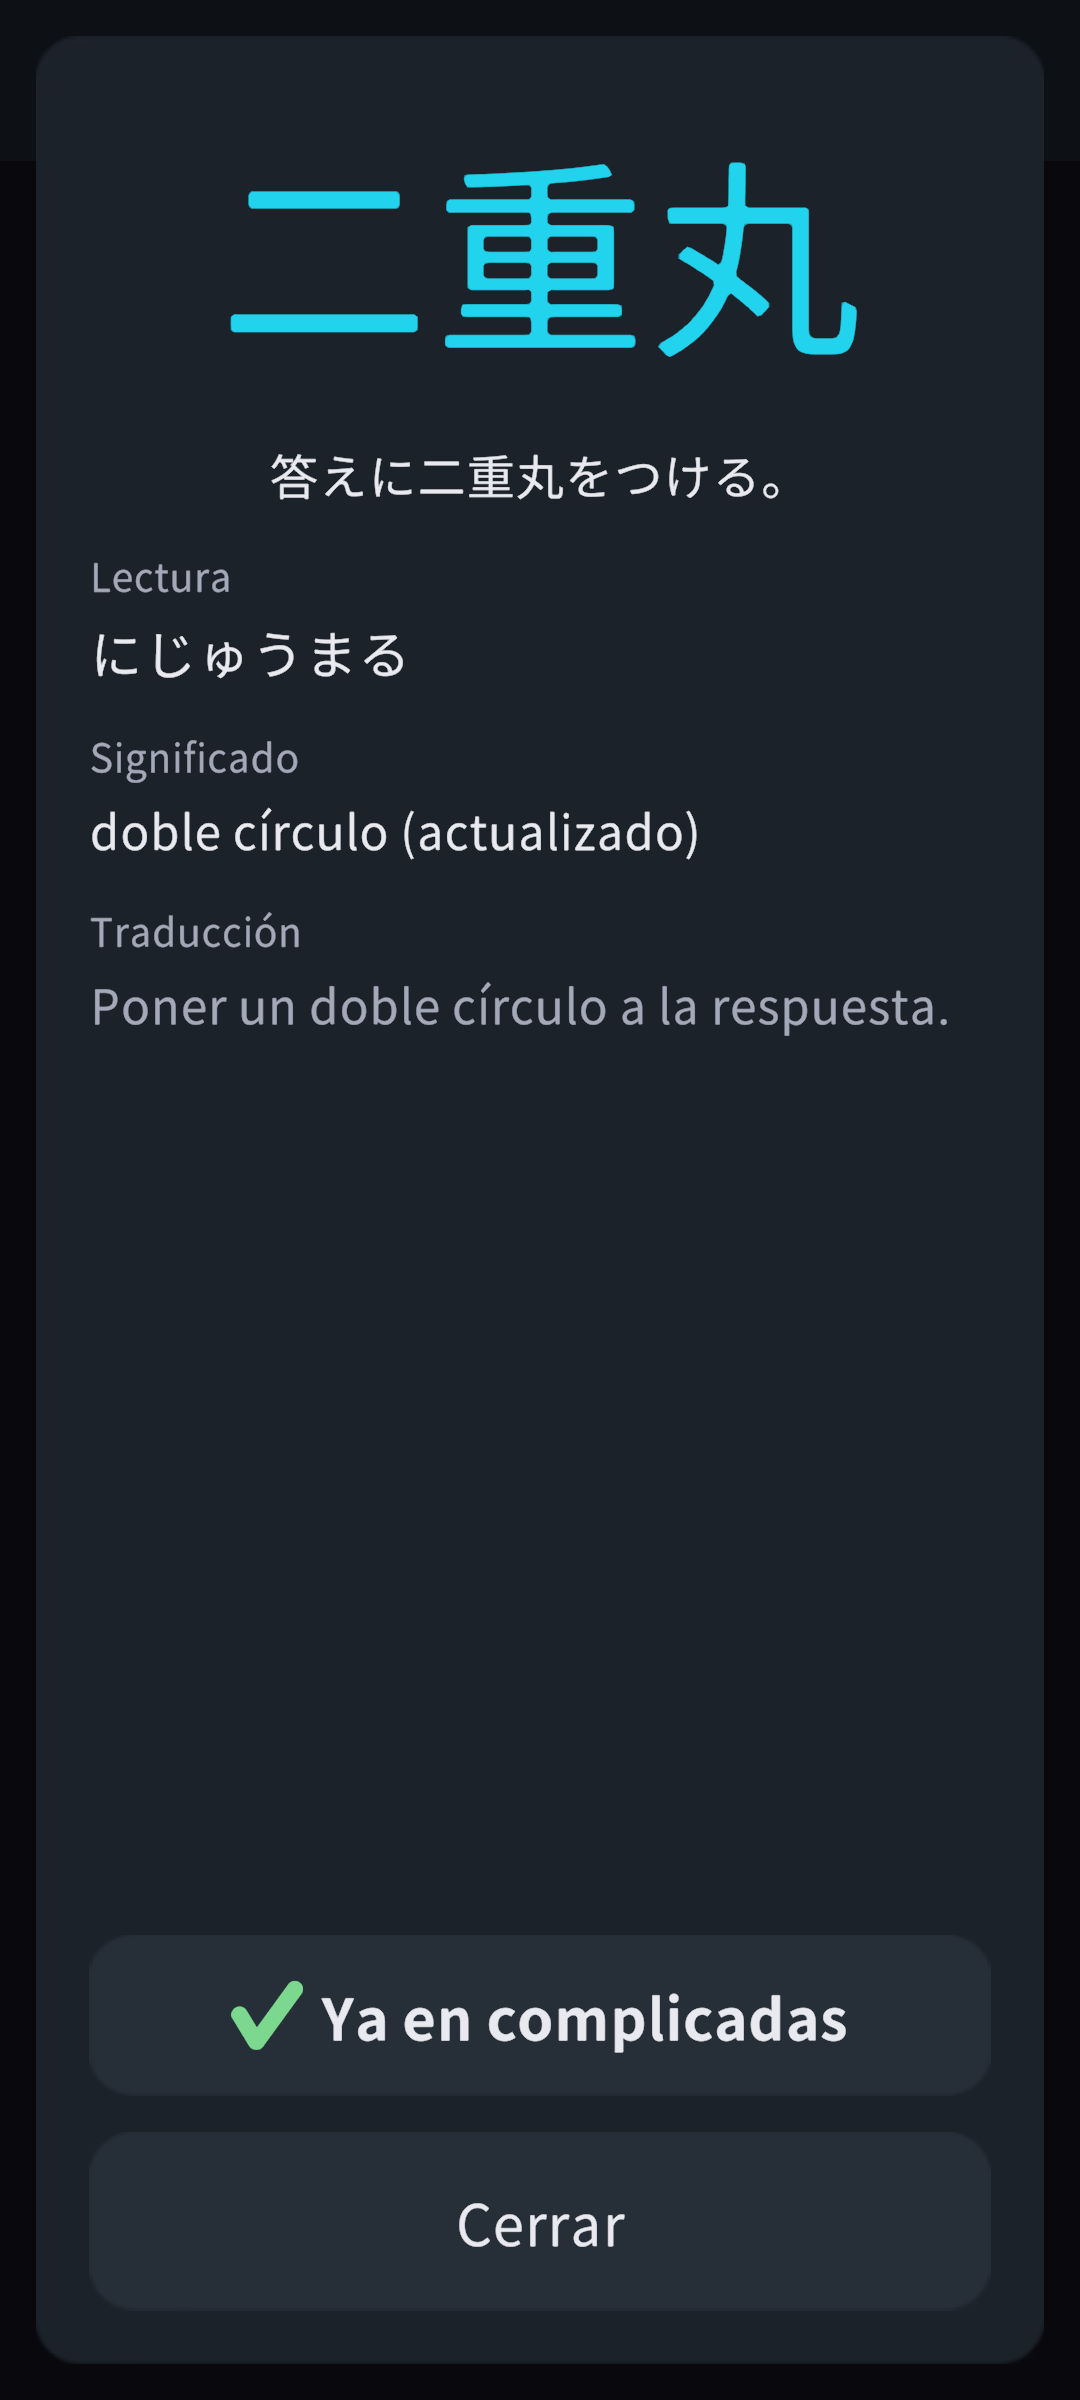 二重丸
答えに二重丸をつける。
Lectura
にじゅうまる
Significado
doble círculo (actualizado)
Traducción
Poner un doble círculo a la respuesta.
✓ Ya en complicadas
Cerrar